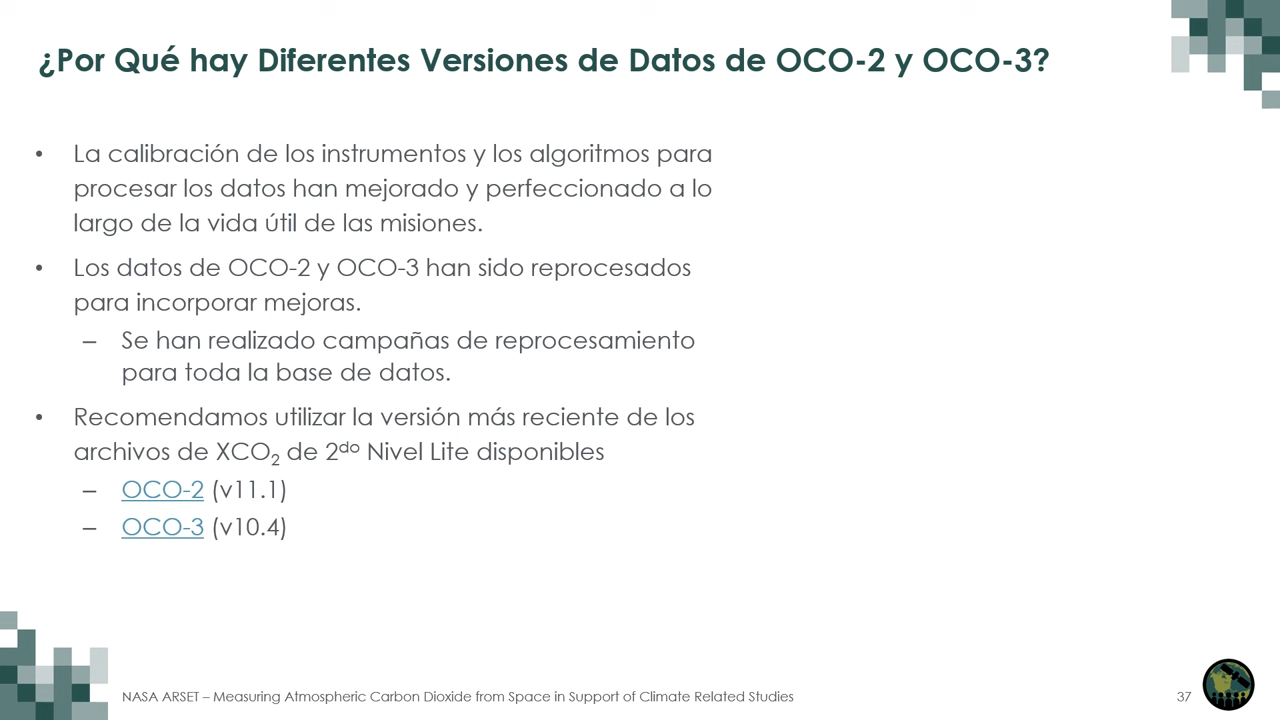 ¿Por Qué hay Diferentes Versiones de Datos de OCO-2 y OCO-3?
• La calibración de los instrumentos y los algoritmos para
procesar los datos han mejorado y perfeccionado a lo
largo de la vida útil de las misiones.
• Los datos de OCO-2 y OCO-3 han sido reprocesados
para incorporar mejoras.
– Se han realizado campañas de reprocesamiento
para toda la base de datos.
• Recomendamos utilizar la versión más reciente de los
archivos de XCO₂ de 2ᵈᵒ Nivel Lite disponibles
– OCO-2 (v11.1)
– OCO-3 (v10.4)
NASA ARSET – Measuring Atmospheric Carbon Dioxide from Space in Support of Climate Related Studies
37